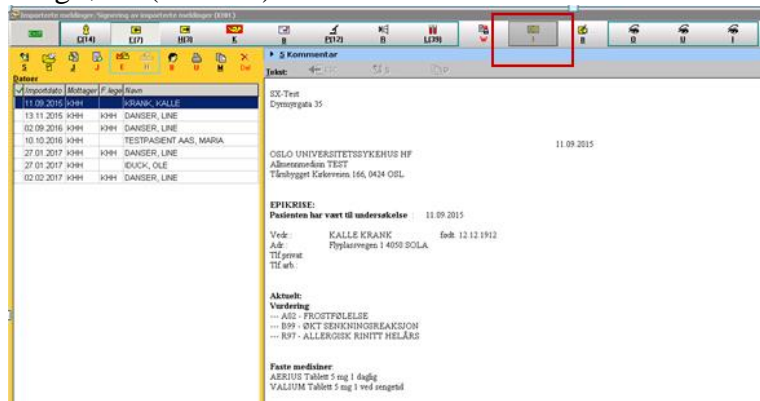 Importerte meldinger/Signering av importerte meldinger (KHH)
E(14)
E(7)
H(3)
K
B
F(12)
B
L(29)
W
I
B
O
U
I
S
J
J
E
H
B
U
M
Del
S Kommentar
Tekst:
Datoer
Importdato Mottager F.lege Navn
11.09.2015 KHH KRANK, KALLE
13.11.2015 KHH KHH DANSER, LINE
02.09.2016 KHH KHH DANSER, LINE
10.10.2016 KHH TESTPASIENT AAS, MARIA
27.01.2017 KHH KHH DANSER, LINE
27.01.2017 KHH IDUCK, OLE
02.02.2017 KHH KHH DANSER, LINE
SX-Test
Dyrmyrgata 35
11.09.2015
OSLO UNIVERSITETSSYKEHUS HF
Allmennmedisin TEST
Tårnbygget Kirkeveien 166, 0424 OSL
EPIKRISE:
Pasienten har vært til undersøkelse : 11.09.2015
Vedr.: KALLE KRANK født. 12.12.1912
Adr.: Flyplassvegen 1 4050 SOLA
Tlf.privat:
Tlf.arb.:
Aktuelt:
Vurdering
--- A02 - FROSTFØLELSE
--- B99 - ØKT SENKNINGSREAKSJON
--- R97 - ALLERGISK RINITT HELÅRS
Faste medisiner:
AERIUS Tablett 5 mg 1 daglig
VALIUM Tablett 5 mg 1 ved sengetid